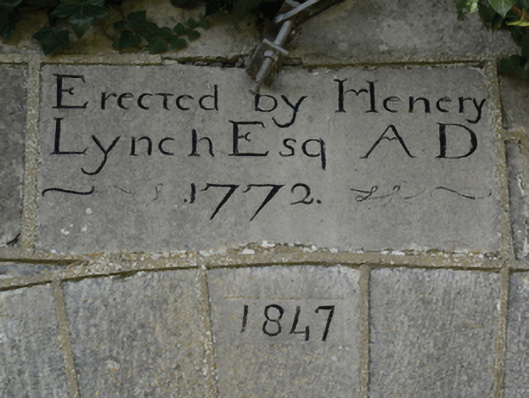 Erected by Henery
Lynch Esq AD
.1772.
1847